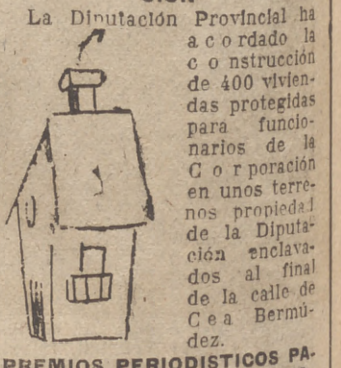 La Diputación Provincial ha
acordado la
construcción
de 400 vivien-
das protegidas
para funcio-
narios de la
Corporación
en unos terre-
nos propiedad
de la Diputa-
ción enclava-
dos al final
de la calle de
Cea Bermú-
dez.
PREMIOS PERIODISTICOS PA-